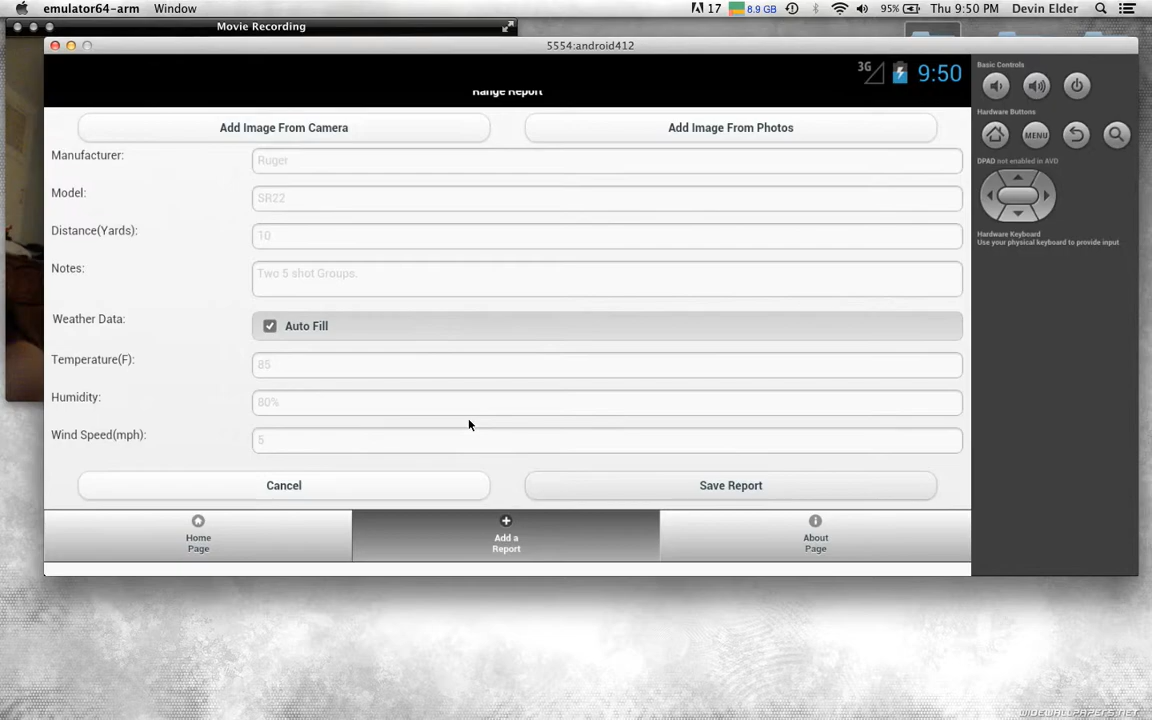 emulator64-arm Window 17 8.9 GB 95% Thu 9:50 PM Devin Elder
Movie Recording
5554:android412
3G 9:50
Range Report
Add Image From Camera Add Image From Photos
Manufacturer: Ruger
Model: SR22
Distance(Yards): 10
Notes: Two 5 shot Groups.
Weather Data: Auto Fill
Temperature(F): 85
Humidity: 80%
Wind Speed(mph): 5
Cancel Save Report
Home
Page
Add a
Report
About
Page
Basic Controls
Hardware Buttons
MENU
DPAD not enabled in AVD
Hardware Keyboard
Use your physical keyboard to provide input
WIDEWALLPAPERS.NET